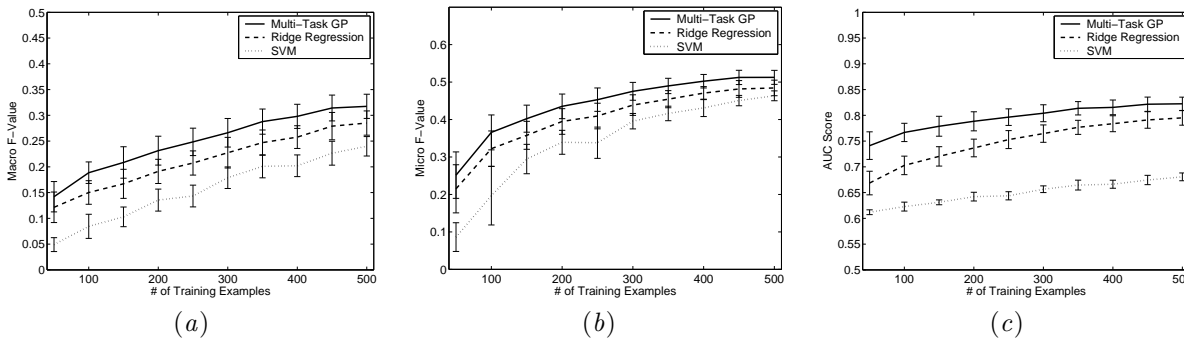 0.5
0.45
0.4
0.35
0.3
0.25
0.2
0.15
0.1
0.05
0
Macro F-Value
Multi-Task GP
Ridge Regression
SVM
100
200
300
400
500
# of Training Examples
(a)
0.6
0.5
0.4
0.3
0.2
0.1
0
Micro F-Value
Multi-Task GP
Ridge Regression
SVM
100
200
300
400
500
# of Training Examples
(b)
1
0.95
0.9
0.85
0.8
0.75
0.7
0.65
0.6
0.55
0.5
AUC Score
Multi-Task GP
Ridge Regression
SVM
100
200
300
400
500
# of Training Examples
(c)